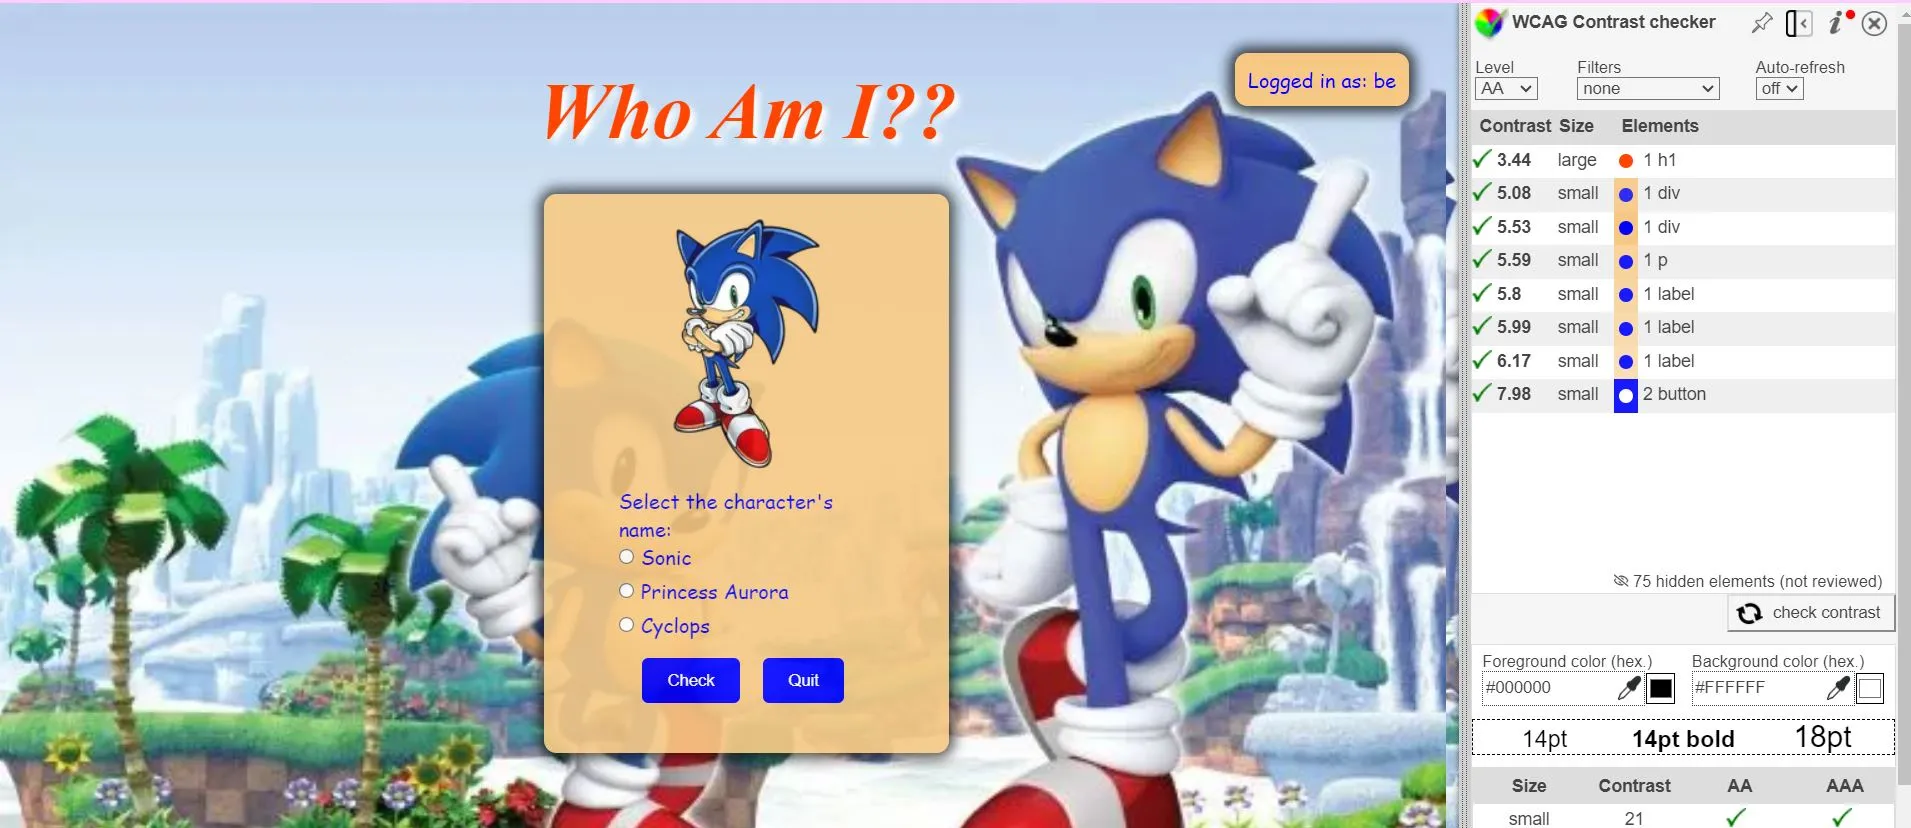 Who Am I??
Logged in as: be
Select the character's
name:
Sonic
Princess Aurora
Cyclops
Check Quit
WCAG Contrast checker
Level Filters Auto-refresh
AA none off
Contrast Size Elements
3.44 large 1 h1
5.08 small 1 div
5.53 small 1 div
5.59 small 1 p
5.8 small 1 label
5.99 small 1 label
6.17 small 1 label
7.98 small 2 button
75 hidden elements (not reviewed)
check contrast
Foreground color (hex.) Background color (hex.)
#000000 #FFFFFF
14pt 14pt bold 18pt
Size Contrast AA AAA
small 21